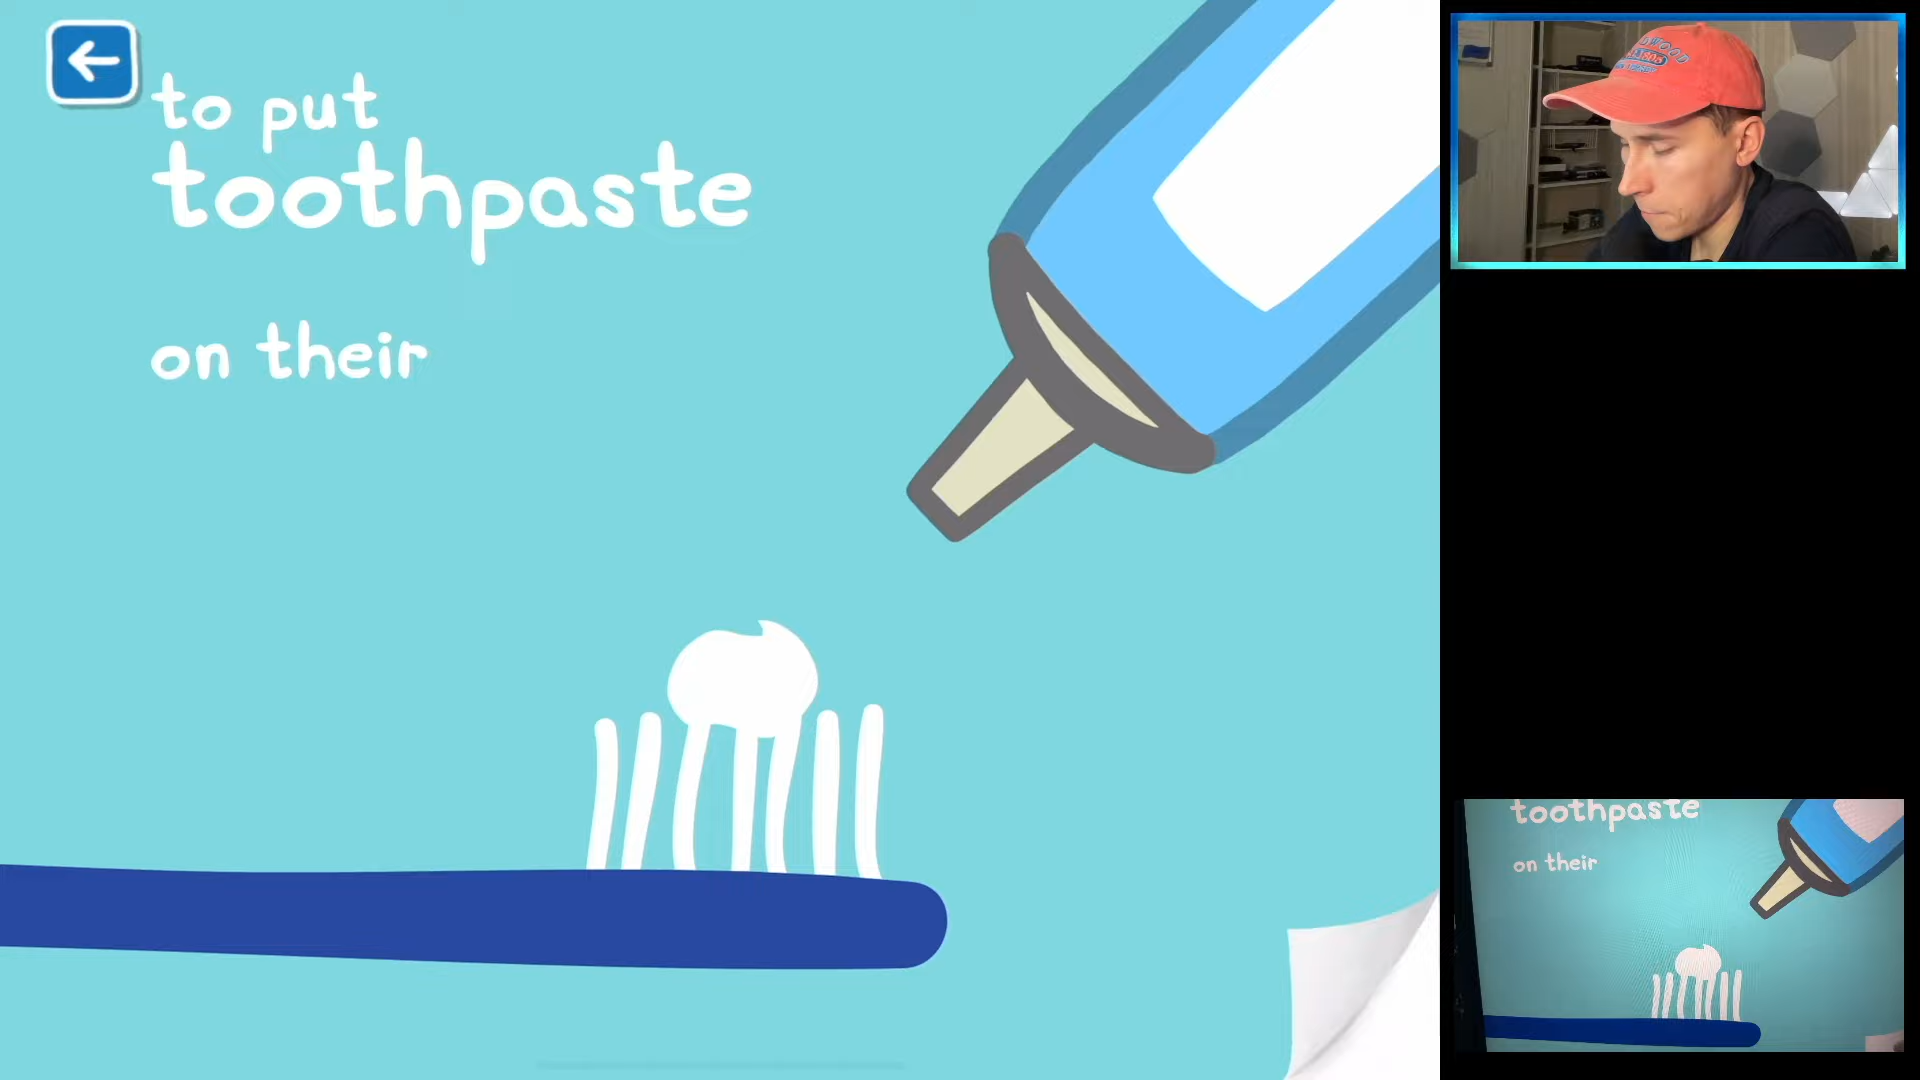 to put
toothpaste
on their
toothpaste
on their